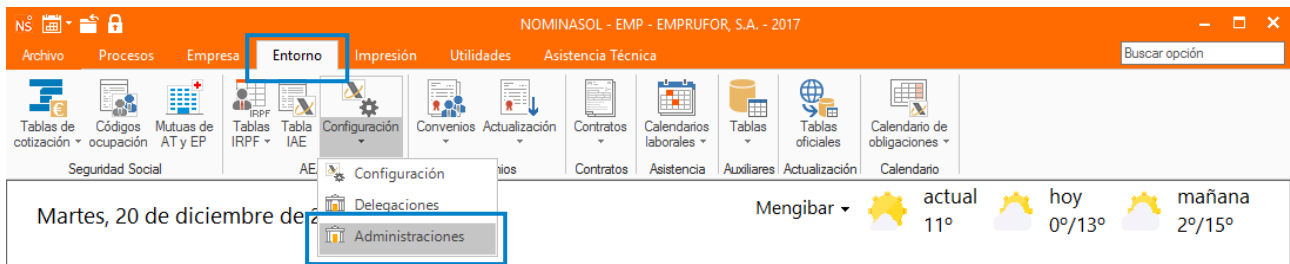 NS NOMINASOL - EMP - EMPRUFOR, S.A. - 2017
Archivo Procesos Empresa Entorno Impresión Utilidades Asistencia Técnica Buscar opción
IRPF
Tablas de cotización Códigos ocupación Mutuas de AT y EP Tablas IRPF Tabla IAE Configuración Convenios Actualización Contratos Calendarios laborales Tablas Tablas oficiales Calendario de obligaciones
Seguridad Social AE Contratos Asistencia Auxiliares Actualización Calendario
Configuración
Delegaciones
Administraciones
Martes, 20 de diciembre de
Mengibar actual 11º hoy 0º/13º mañana 2º/15º